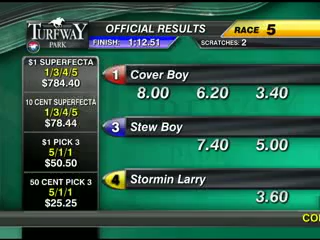 TURFWAY
PARK
OFFICIAL RESULTS
RACE 5
FINISH: 1:12.51
SCRATCHES: 2
$1 SUPERFECTA
1/3/4/5
$784.40
10 CENT SUPERFECTA
1/3/4/5
$78.44
$1 PICK 3
5/1/1
$50.50
50 CENT PICK 3
5/1/1
$25.25
1 Cover Boy
8.00 6.20 3.40
3 Stew Boy
7.40 5.00
4 Stormin Larry
3.60
CO